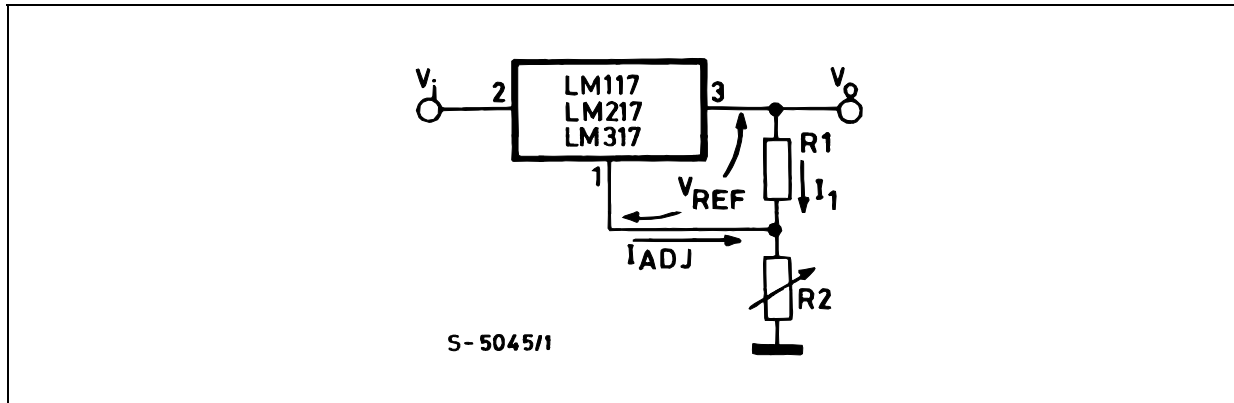 Vi
2
LM117
LM217
LM317
3
VO
1
VREF
R1
I1
IADJ
R2
S-5045/1